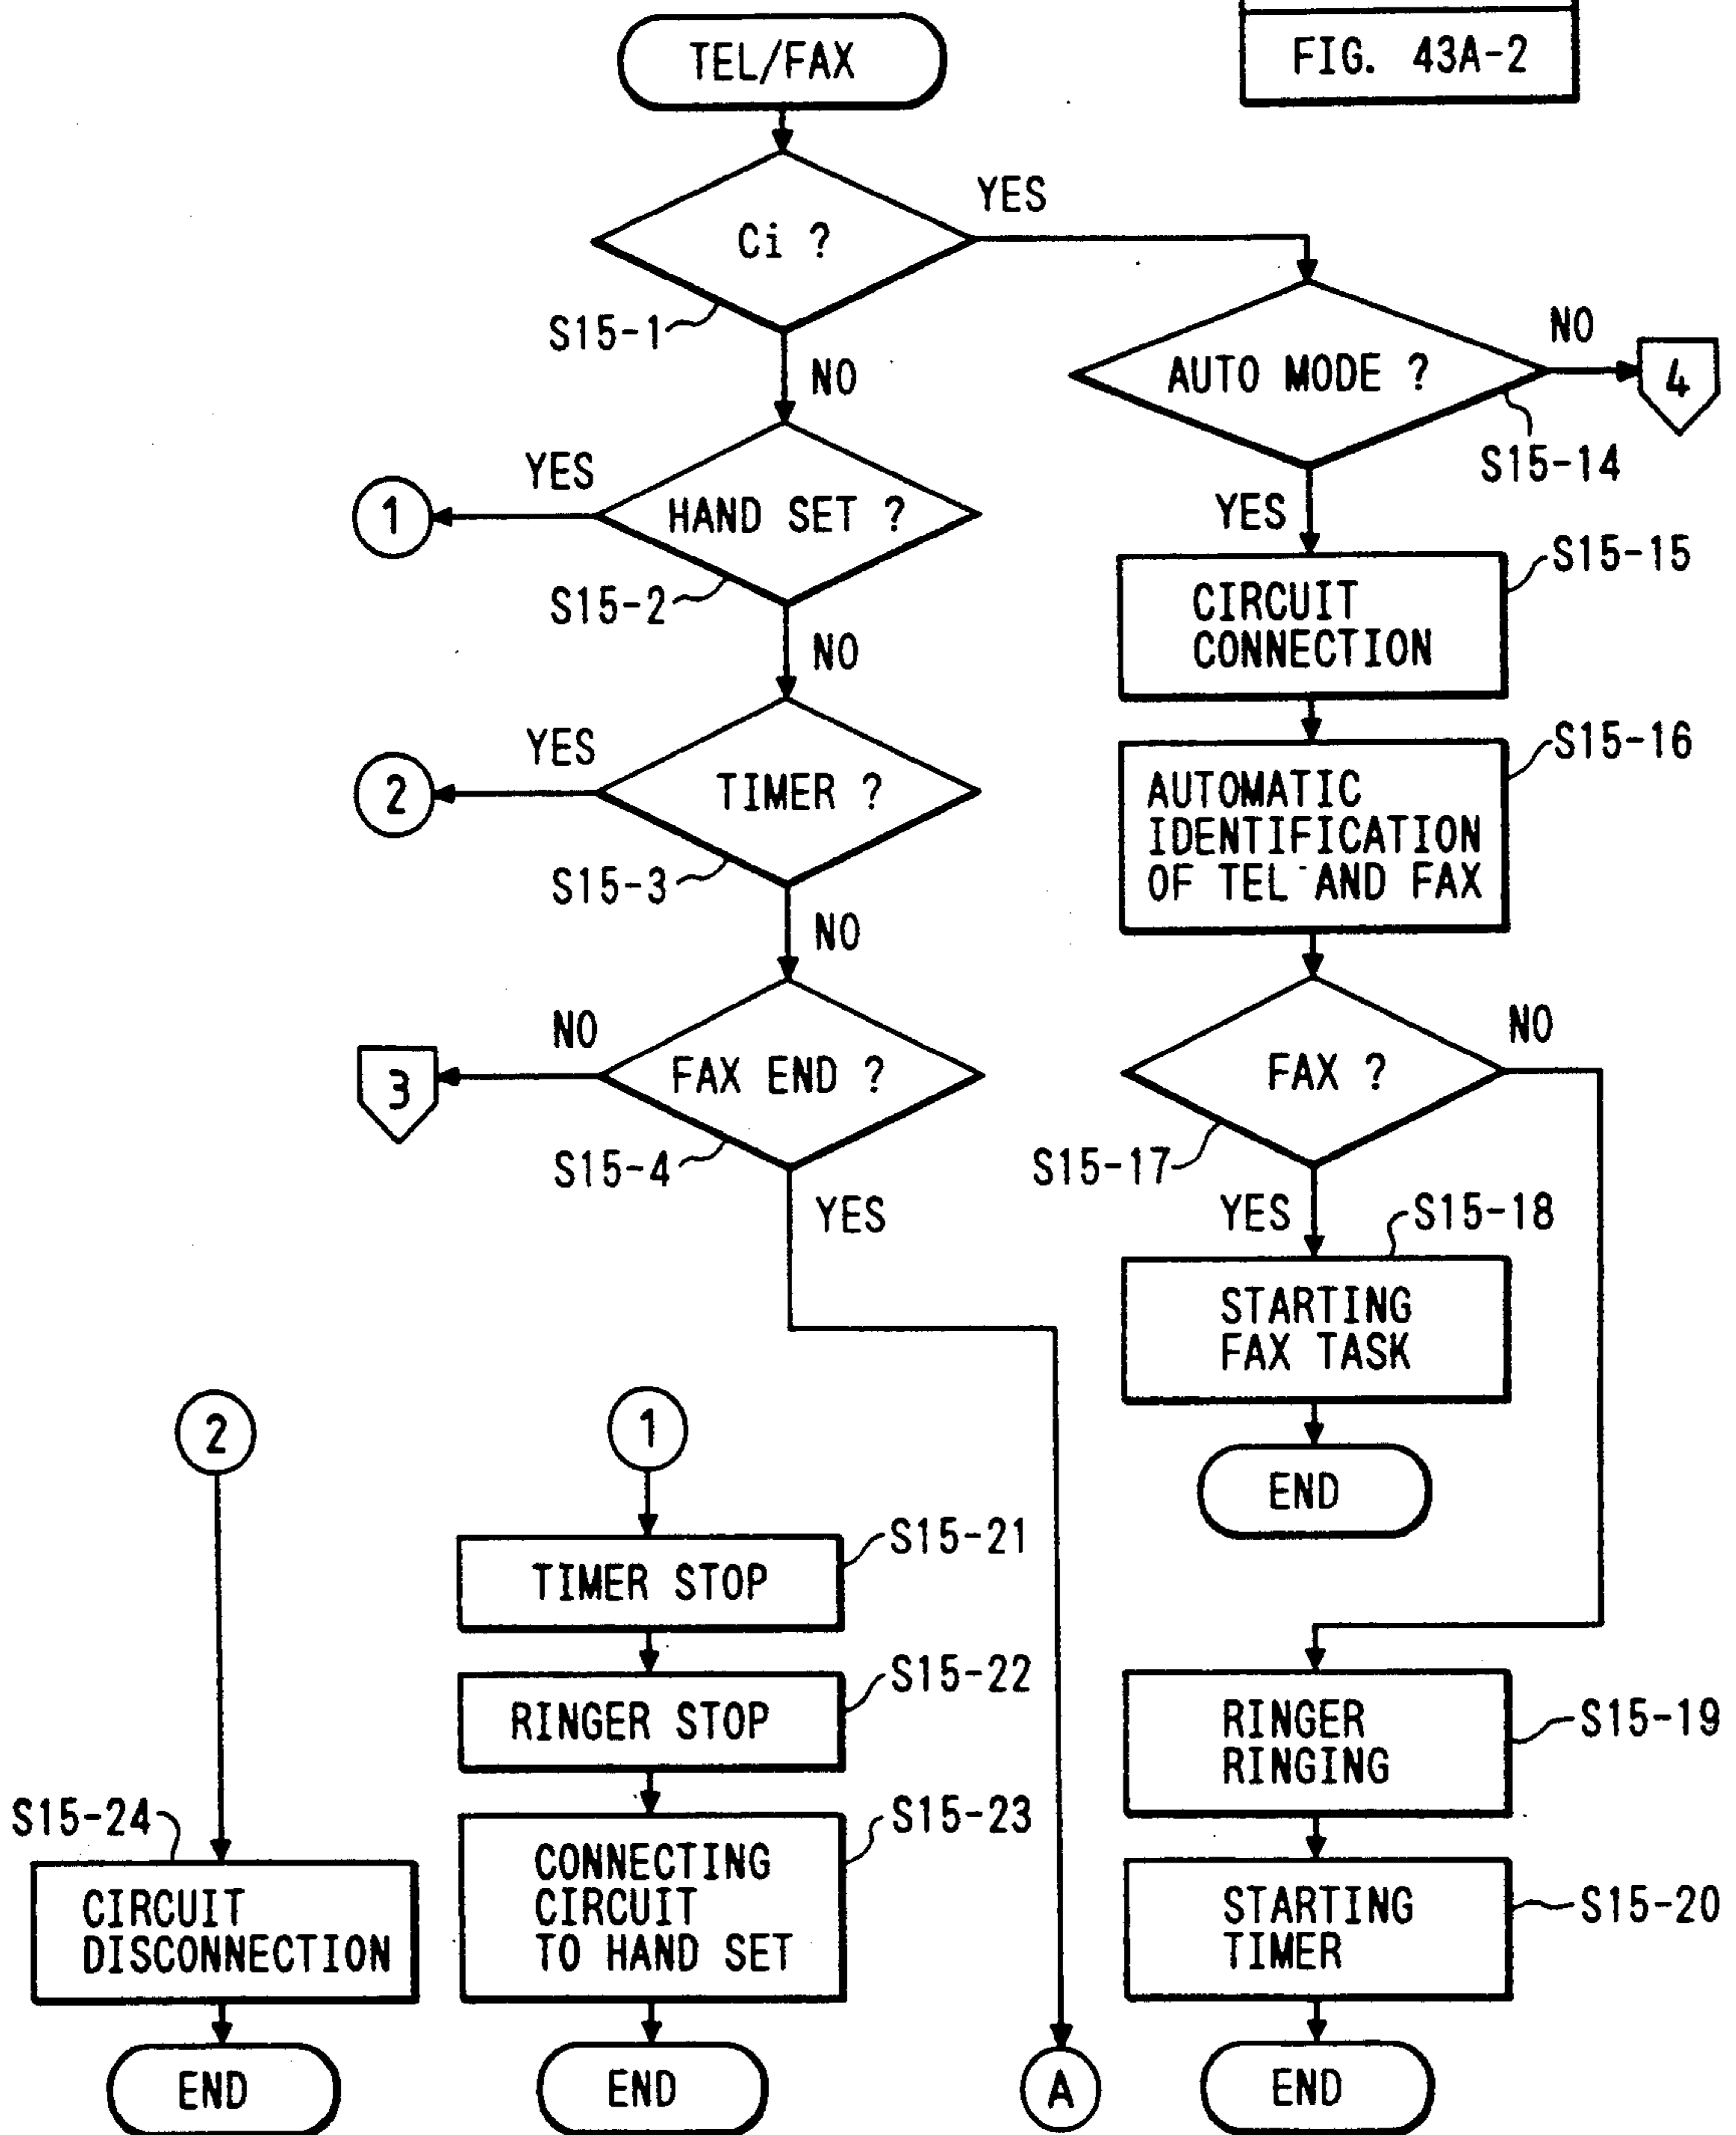 FIG. 43A-2
TEL/FAX
Ci ?
YES
S15-1
NO
AUTO MODE ?
NO
4
S15-14
YES
HAND SET ?
YES
1
S15-2
NO
CIRCUIT
CONNECTION
S15-15
TIMER ?
YES
2
S15-3
NO
AUTOMATIC
IDENTIFICATION
OF TEL AND FAX
S15-16
FAX END ?
NO
3
S15-4
YES
FAX ?
NO
S15-17
YES
S15-18
STARTING
FAX TASK
END
2
1
S15-21
TIMER STOP
S15-22
RINGER STOP
S15-23
CONNECTING
CIRCUIT
TO HAND SET
END
S15-24
CIRCUIT
DISCONNECTION
END
A
RINGER
RINGING
S15-19
STARTING
TIMER
S15-20
END